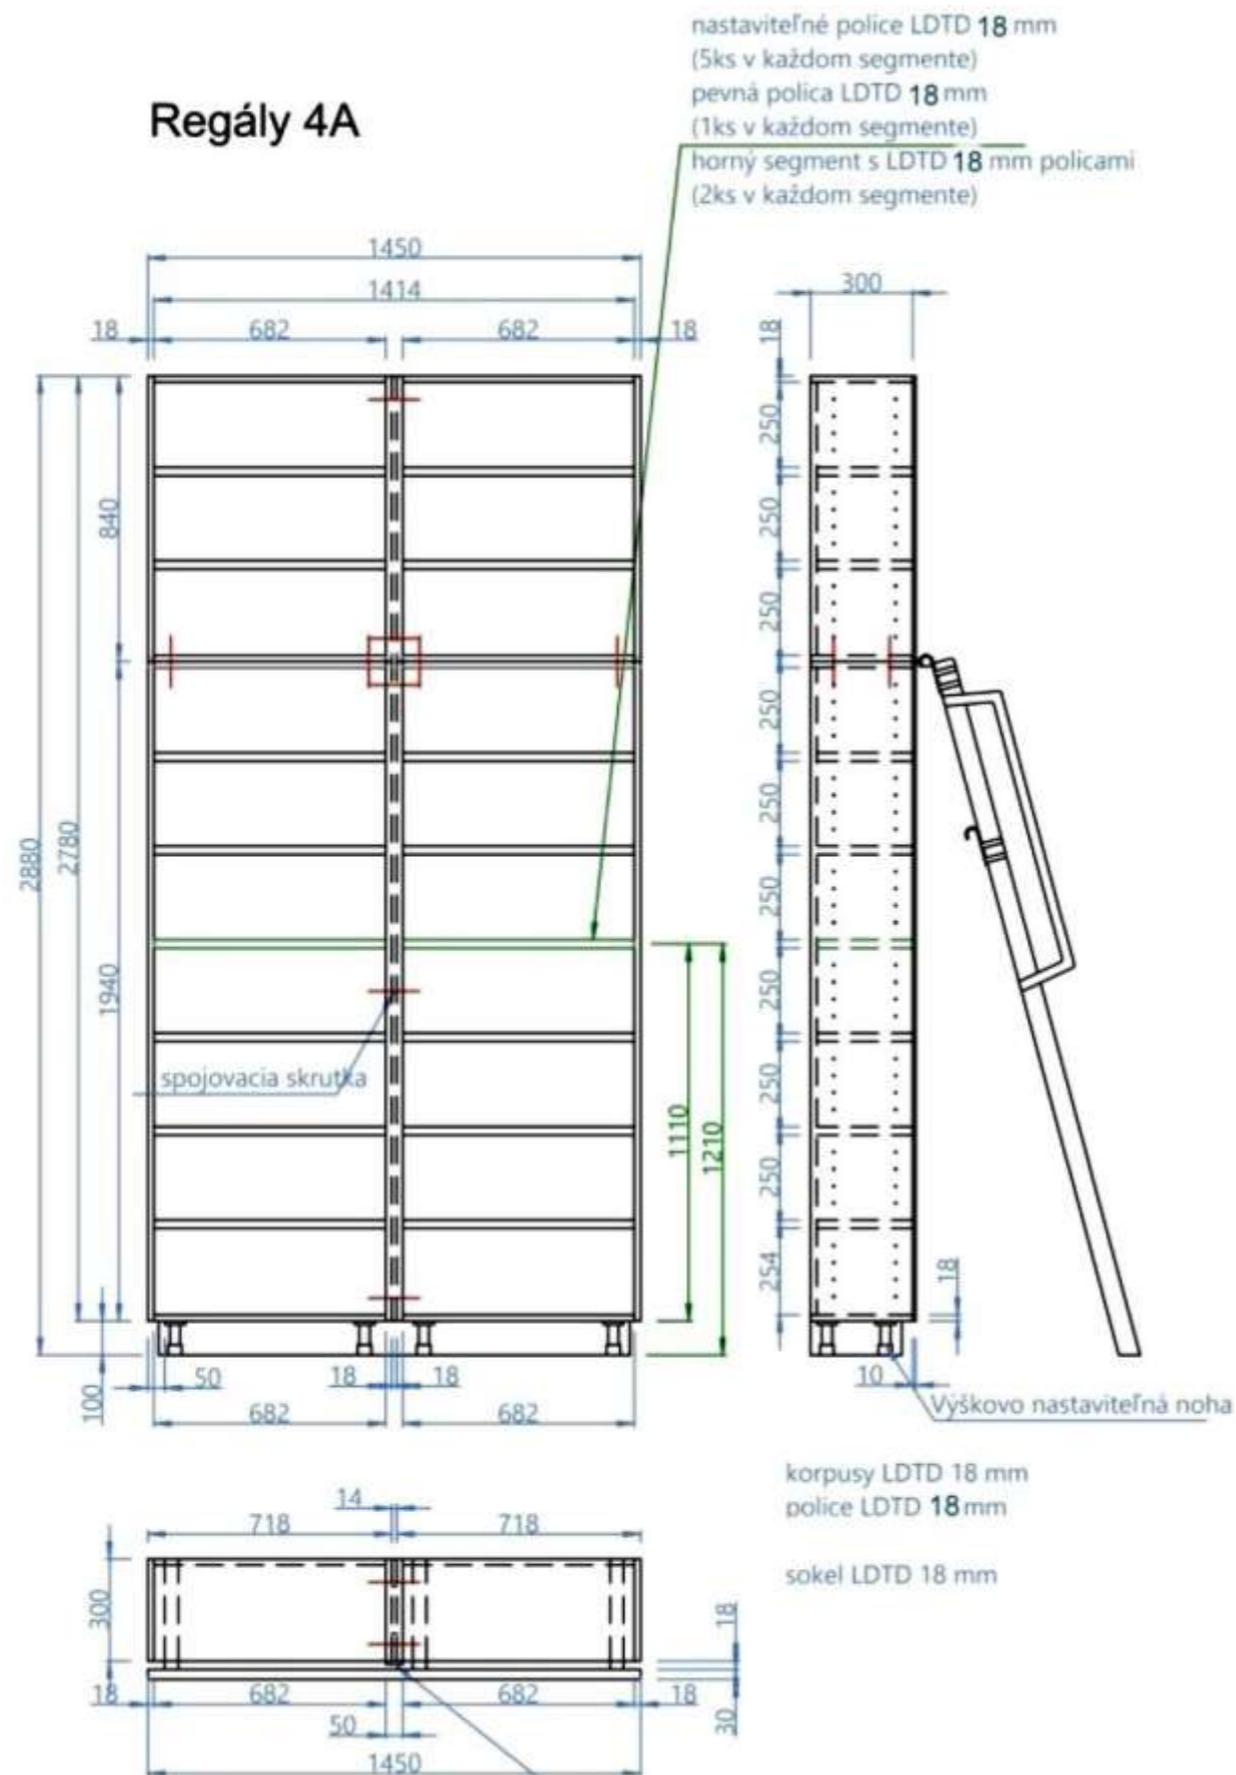 nastaviteľné police LDTD 18 mm
(5ks v každom segmente)
pevná polica LDTD 18 mm
(1ks v každom segmente)
horný segment s LDTD 18 mm policami
(2ks v každom segmente)
Regály 4A
1450
1414
18 682 682 18
300
18
250
250
250
250
250
250
250
250
250
254
18
10
2880
2780
840
1940
100
spojovacia skrutka
1110
1210
50 18 18
682 682
Výškovo nastaviteľná noha
korpusy LDTD 18 mm
police LDTD 18 mm
sokel LDTD 18 mm
14
718 718
300
18
30
18 682 682 18
50
1450